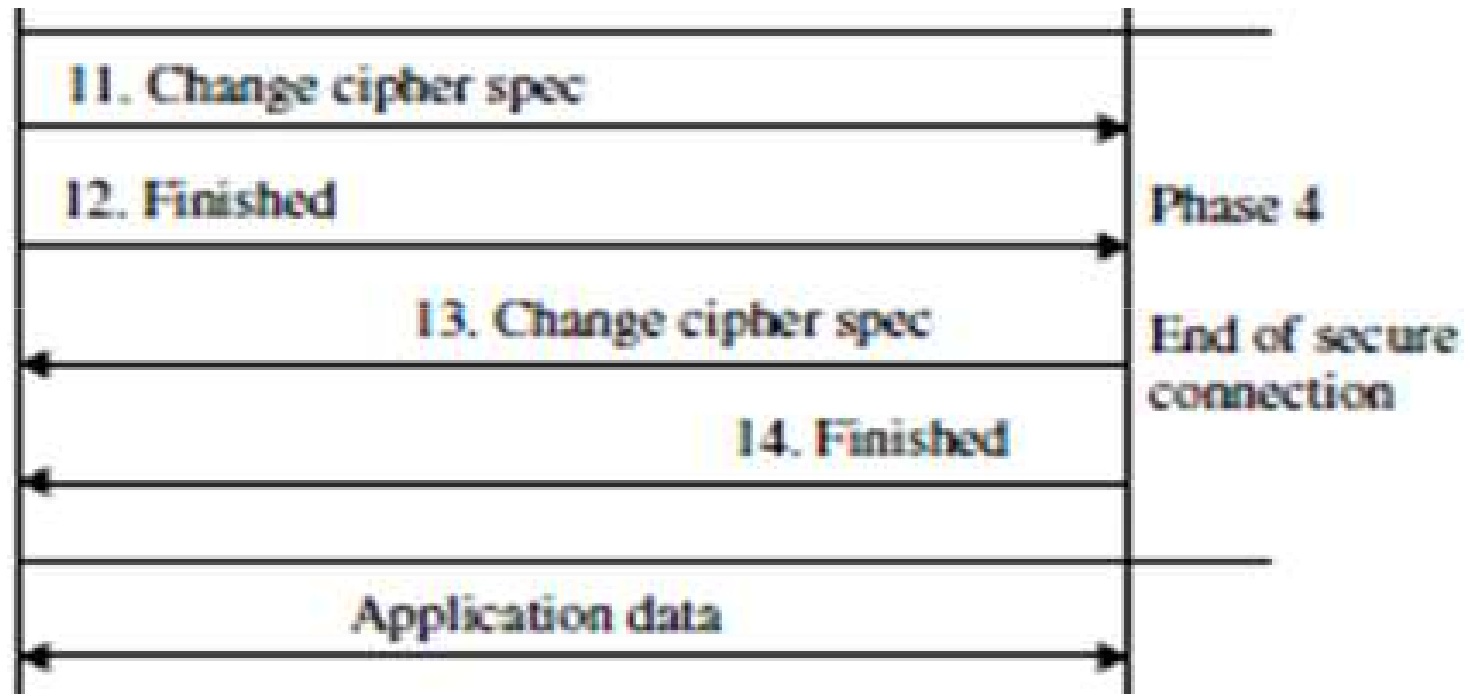 11. Change cipher spec
12. Finished
Phase 4
13. Change cipher spec
End of secure
connection
14. Finished
Application data